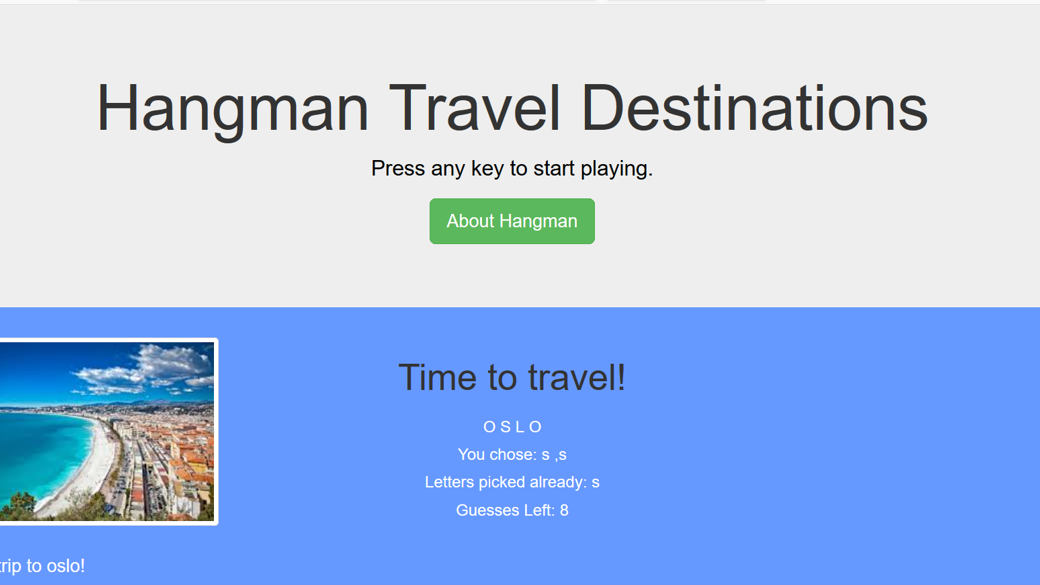 Hangman Travel Destinations
Press any key to start playing.
About Hangman
Time to travel!
O S L O
You chose: s ,s
Letters picked already: s
Guesses Left: 8
to oslo!